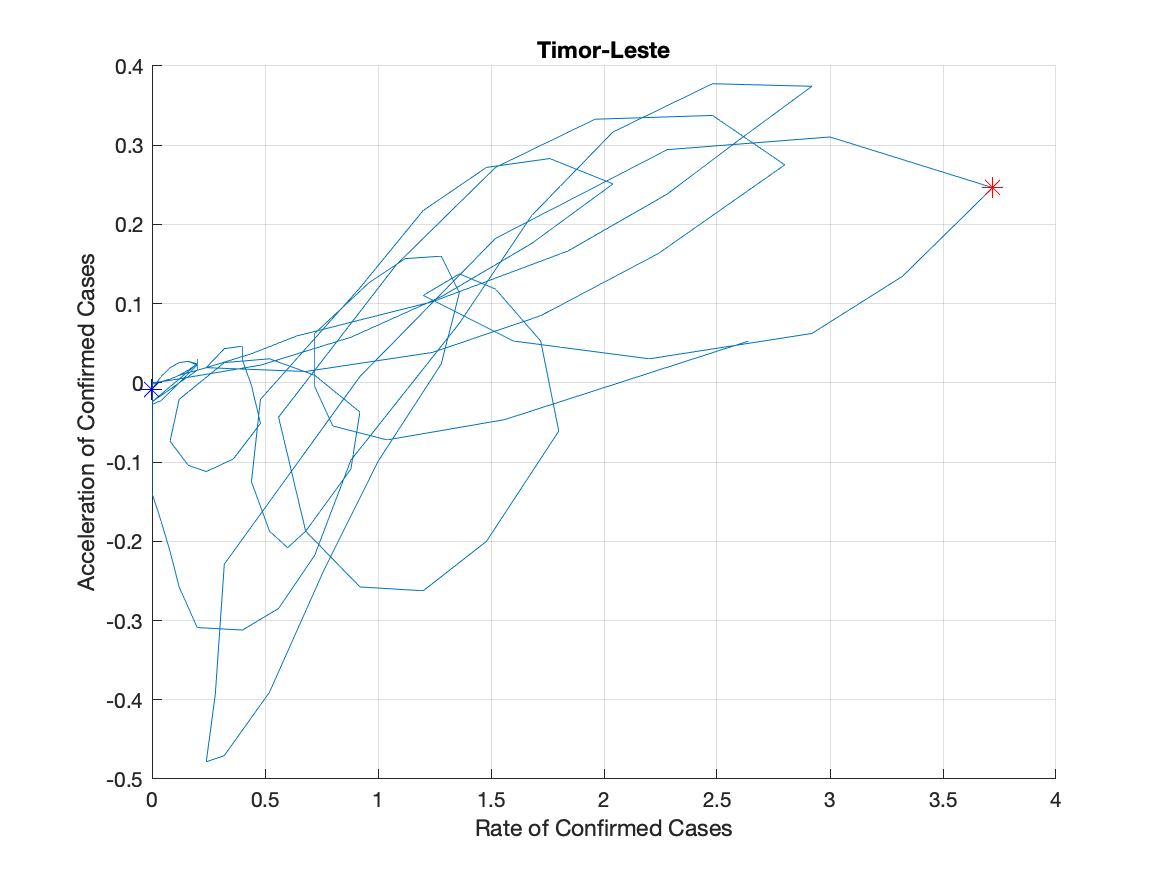 Timor-Leste
Acceleration of Confirmed Cases
0.4
0.3
0.2
0.1
0
-0.1
-0.2
-0.3
-0.4
-0.5
0 0.5 1 1.5 2 2.5 3 3.5 4
Rate of Confirmed Cases